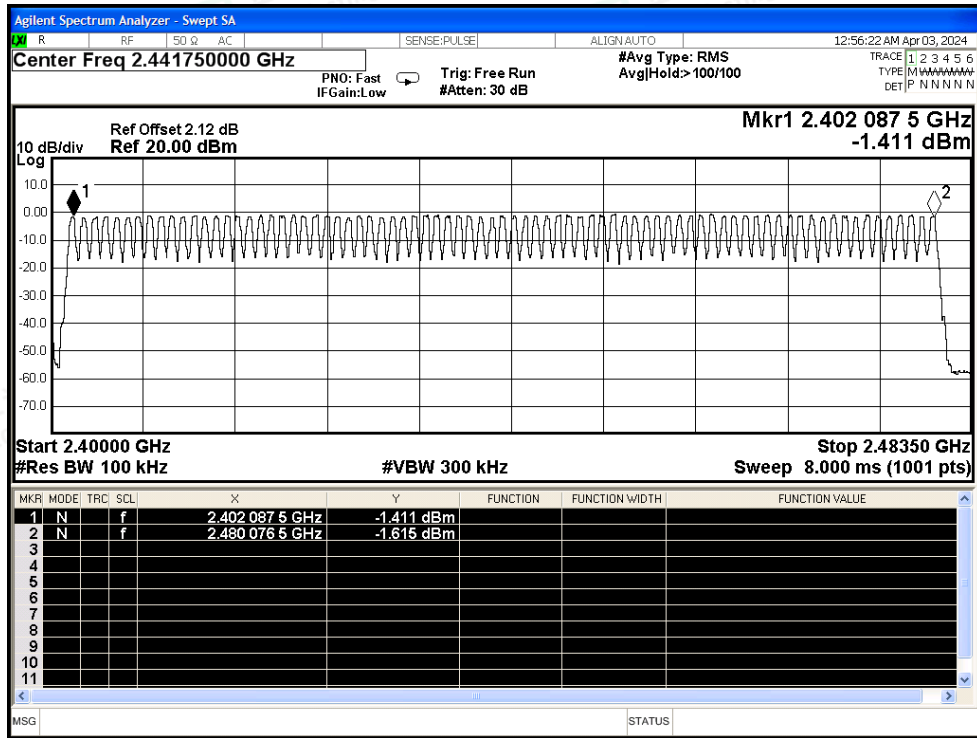 Agilent Spectrum Analyzer - Swept SA
LXI R RF 50 Ω AC SENSE:PULSE ALIGN AUTO 12:56:22 AM Apr 03, 2024
Center Freq 2.441750000 GHz
#Avg Type: RMS
TRACE 1 2 3 4 5 6
PNO: Fast Trig: Free Run Avg|Hold:>100/100
TYPE M
IFGain:Low #Atten: 30 dB
DET P N N N N N
Mkr1 2.402 087 5 GHz
-1.411 dBm
Ref Offset 2.12 dB
10 dB/div Ref 20.00 dBm
Log
10.0
0.00
-10.0
-20.0
-30.0
-40.0
-50.0
-60.0
-70.0
1
2
Start 2.40000 GHz Stop 2.48350 GHz
#Res BW 100 kHz #VBW 300 kHz Sweep 8.000 ms (1001 pts)
MKR MODE TRC SCL X Y FUNCTION FUNCTION WIDTH FUNCTION VALUE
1 N f 2.402 087 5 GHz -1.411 dBm
2 N f 2.480 076 5 GHz -1.615 dBm
3
4
5
6
7
8
9
10
11
MSG STATUS